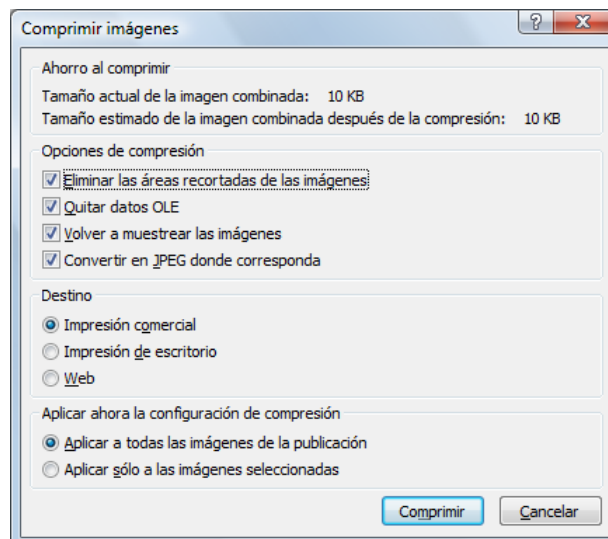 Comprimir imágenes
Ahorro al comprimir
Tamaño actual de la imagen combinada: 10 KB
Tamaño estimado de la imagen combinada después de la compresión: 10 KB
Opciones de compresión
Eliminar las áreas recortadas de las imágenes
Quitar datos OLE
Volver a muestrear las imágenes
Convertir en JPEG donde corresponda
Destino
Impresión comercial
Impresión de escritorio
Web
Aplicar ahora la configuración de compresión
Aplicar a todas las imágenes de la publicación
Aplicar sólo a las imágenes seleccionadas
Comprimir Cancelar